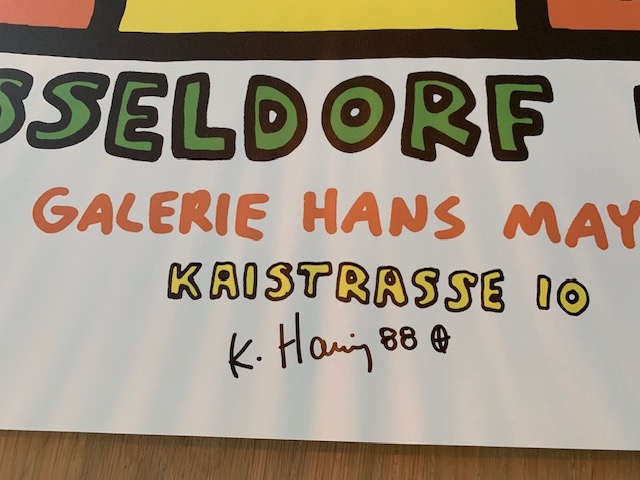 SSELDORF
GALERIE HANS MAY
KAISTRASSE 10
K. Haring 88